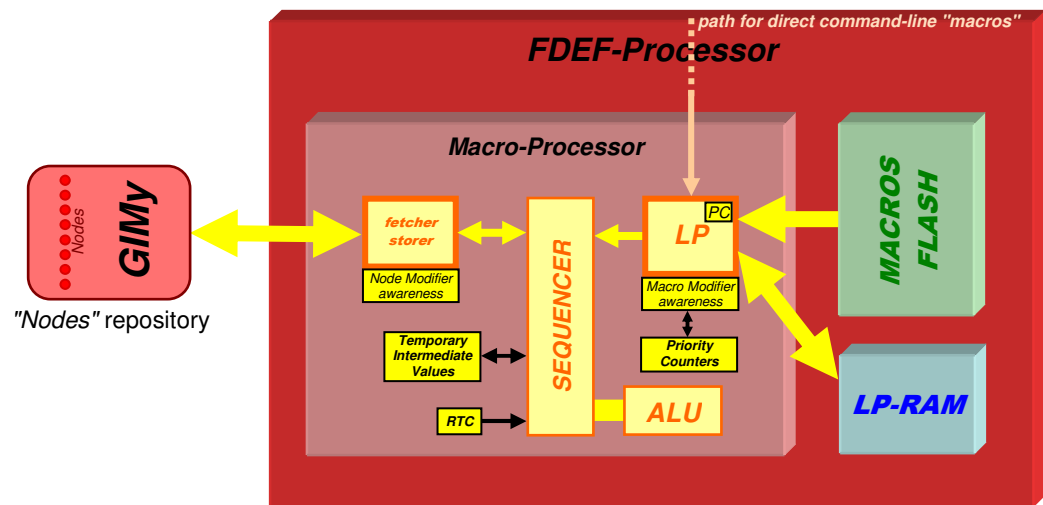 path for direct command-line "macros"
FDEF-Processor
Macro-Processor
Nodes
GIMy
"Nodes" repository
fetcher
storer
Node Modifier
awareness
Temporary
Intermediate
Values
RTC
SEQUENCER
ALU
PC
LP
Macro Modifier
awareness
Priority
Counters
MACROS
FLASH
LP-RAM